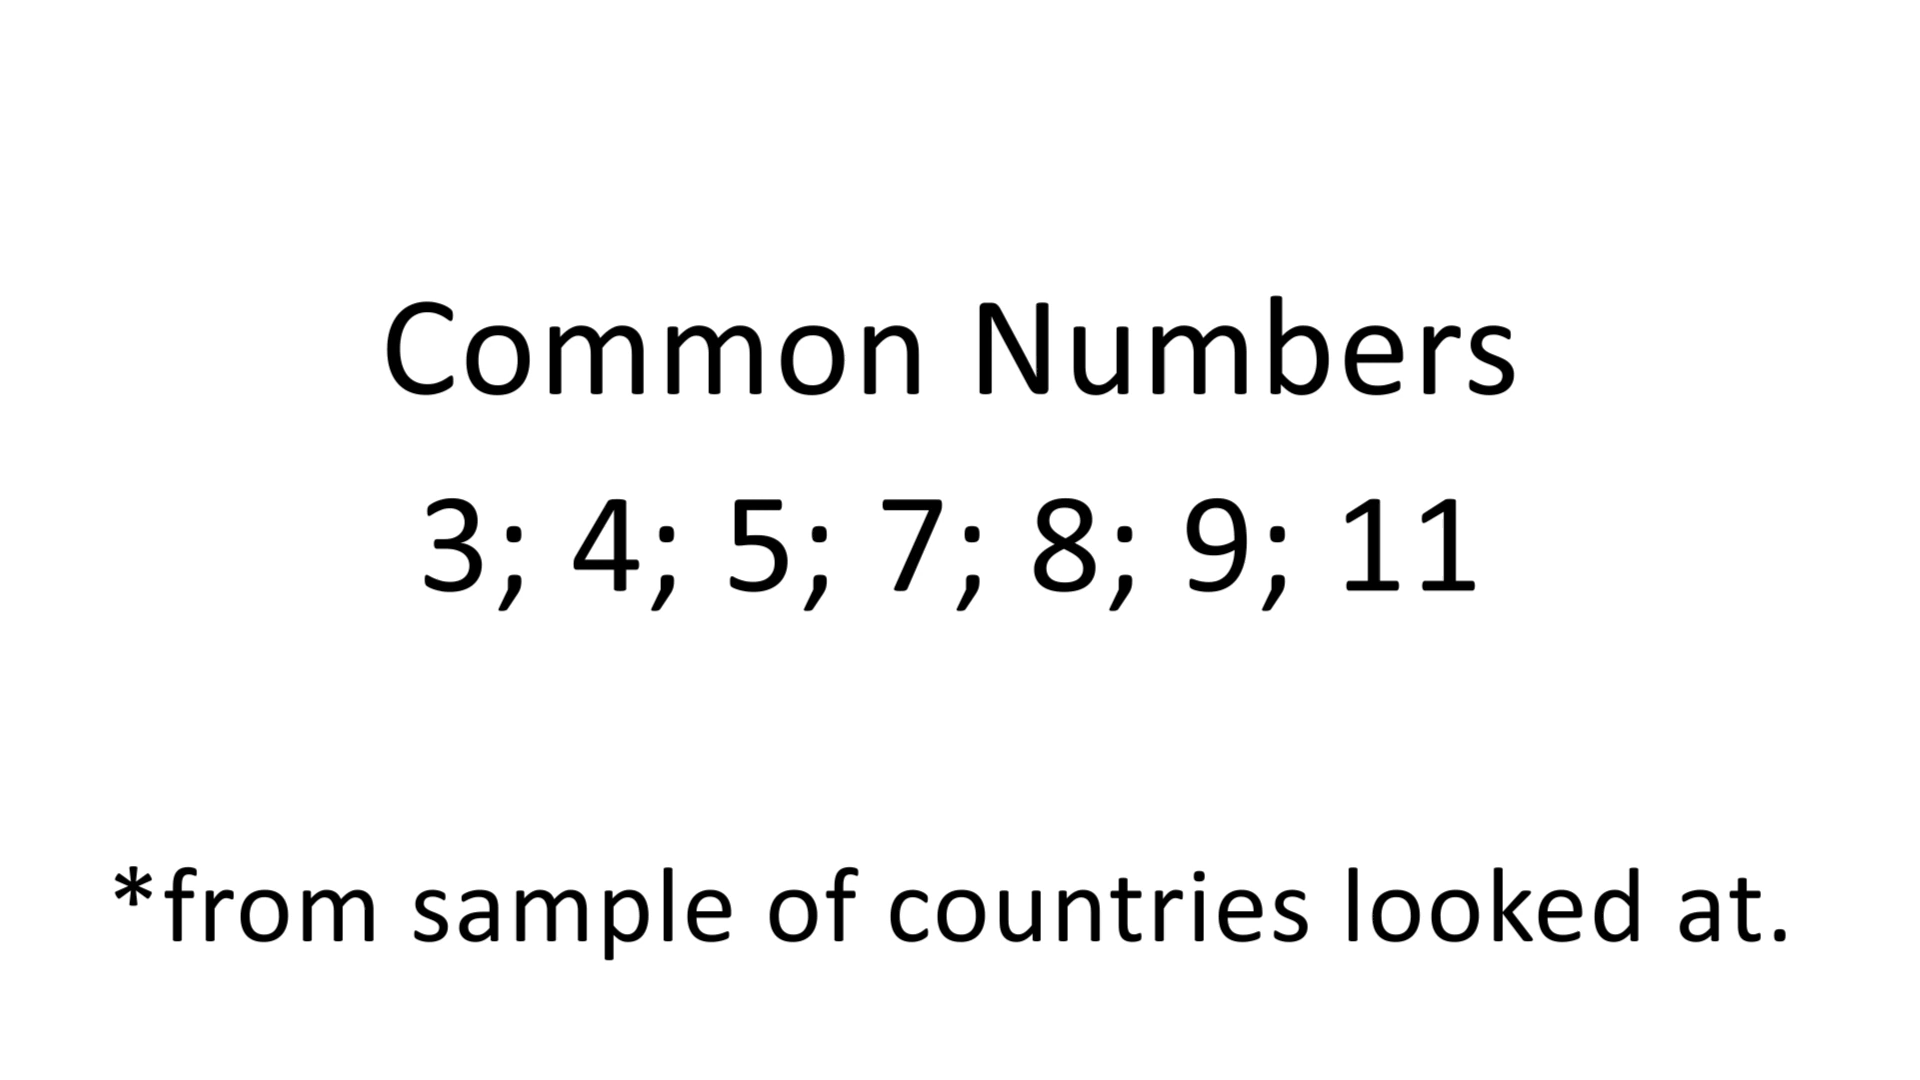 Common Numbers
3; 4; 5; 7; 8; 9; 11
*from sample of countries looked at.